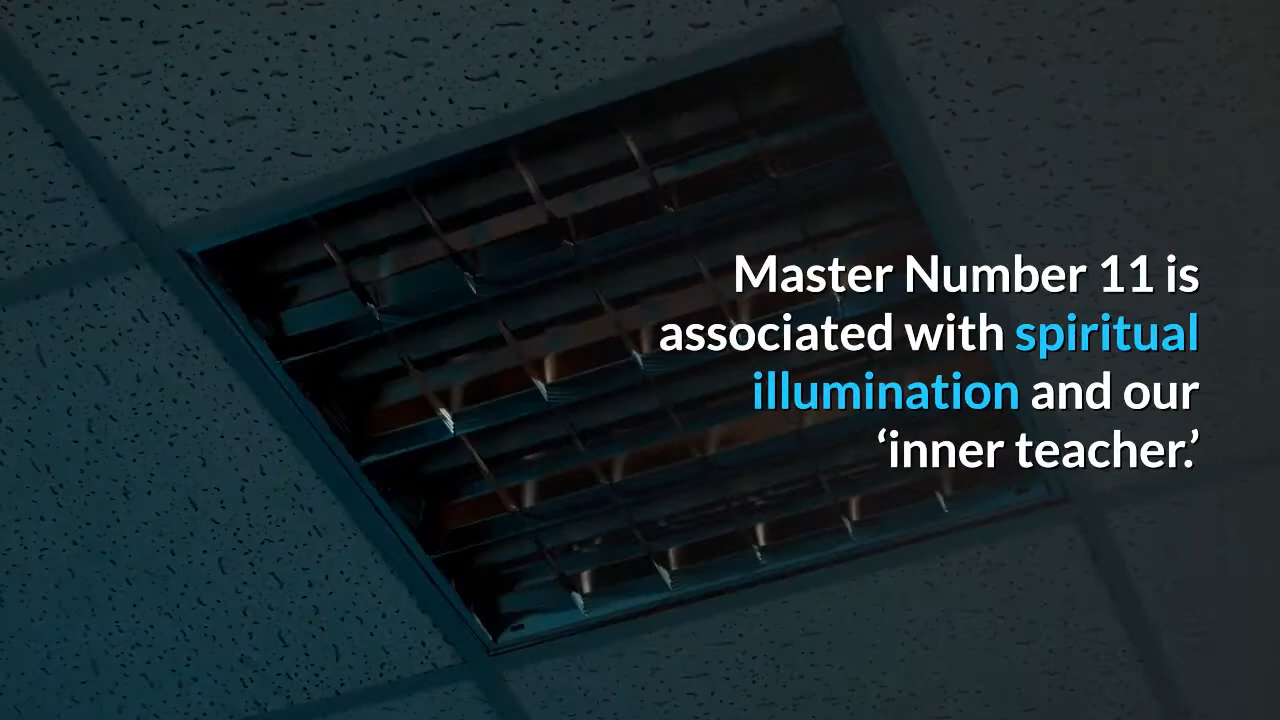 Master Number 11 is
associated with spiritual
illumination and our
‘inner teacher.’